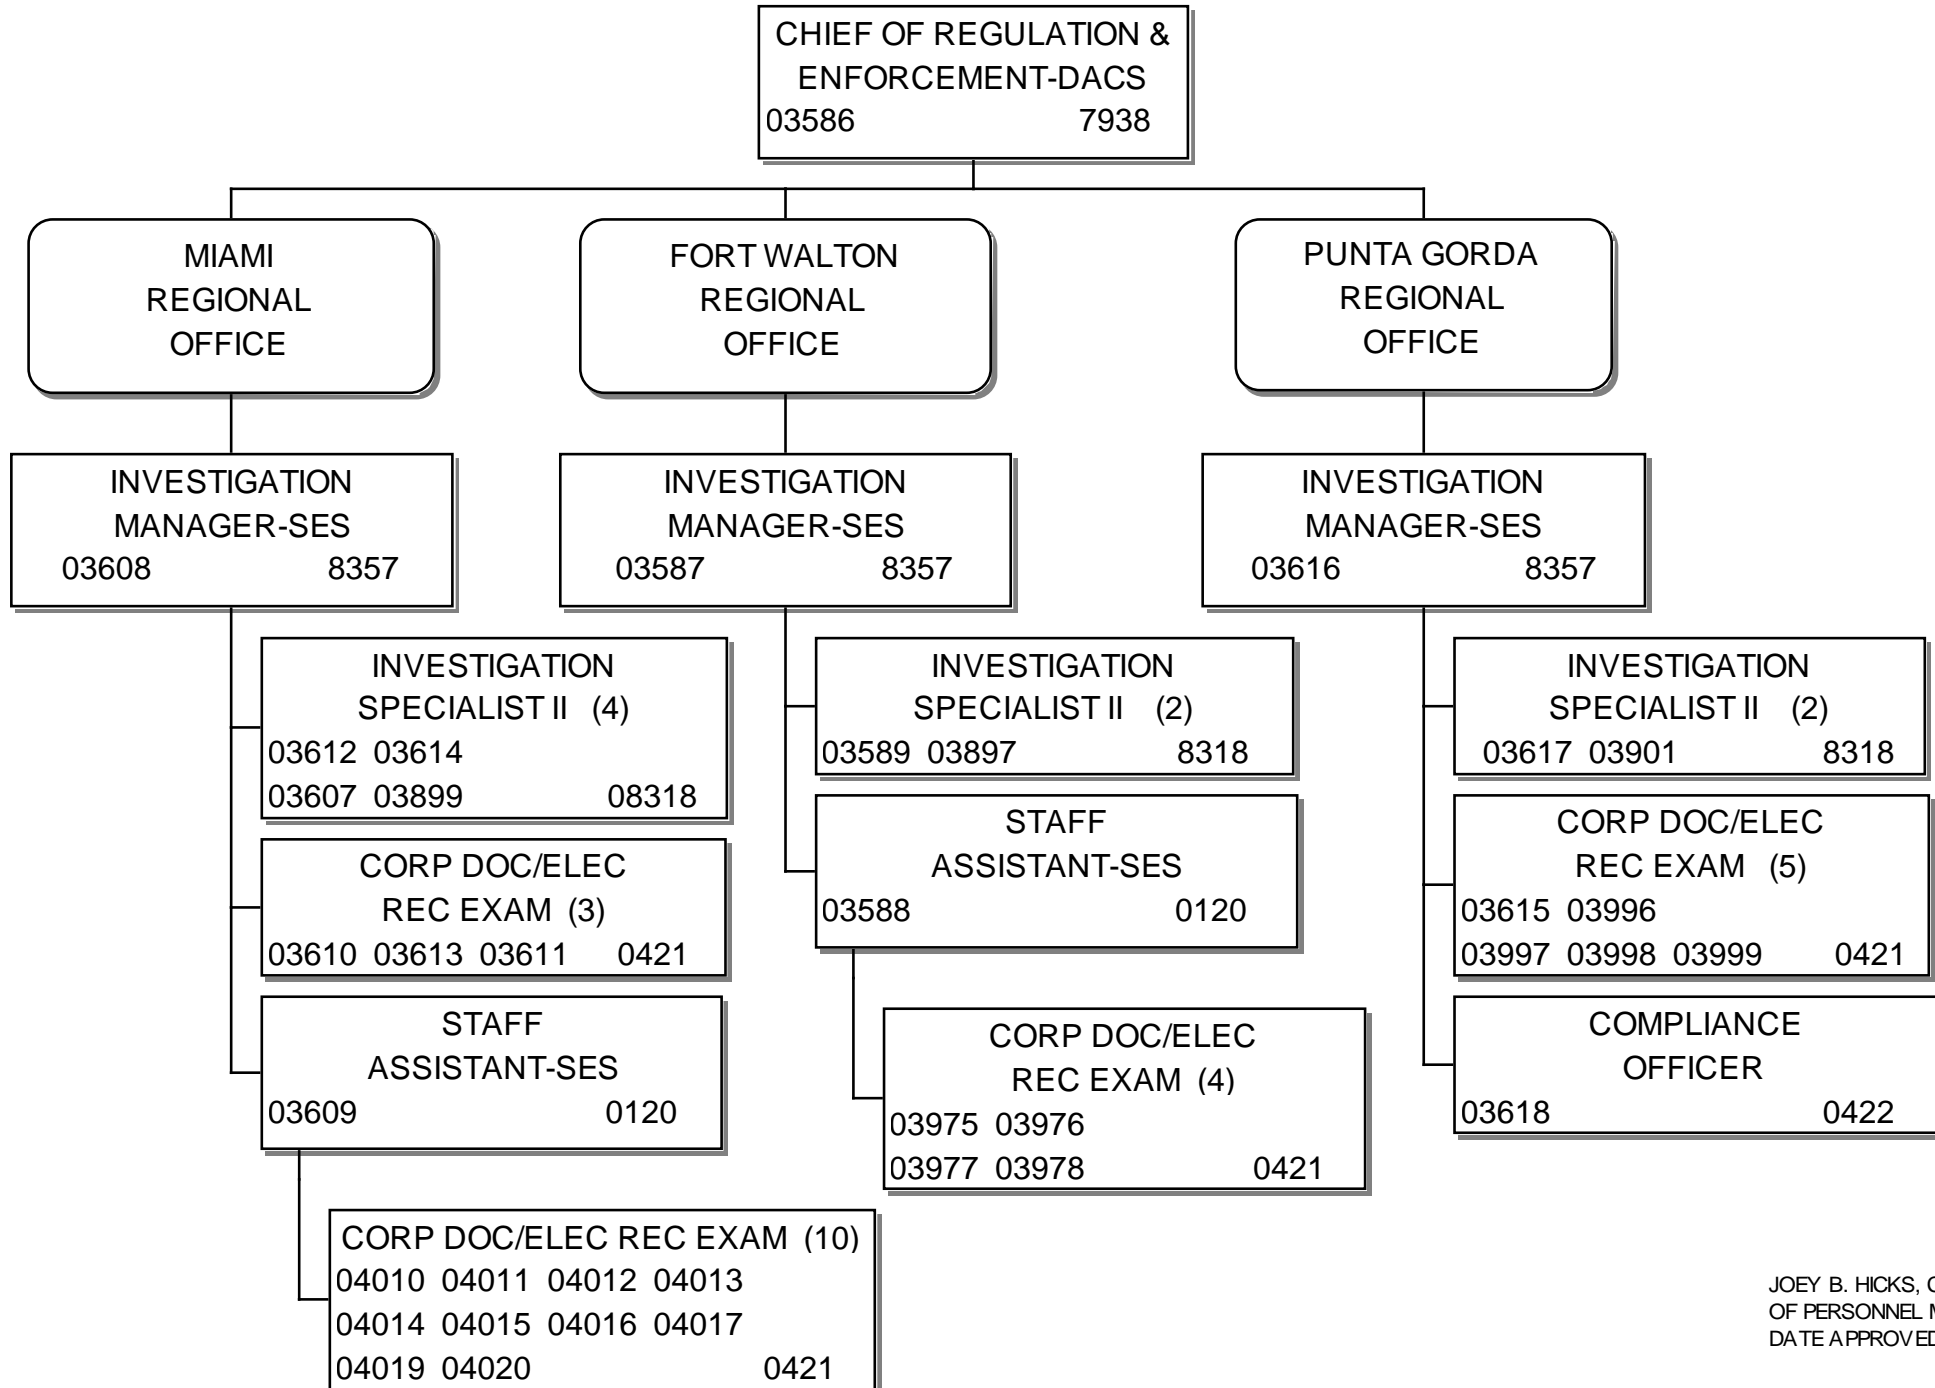 CHIEF OF REGULATION &
ENFORCEMENT-DACS
03586 7938
MIAMI
REGIONAL
OFFICE
FORT WALTON
REGIONAL
OFFICE
PUNTA GORDA
REGIONAL
OFFICE
INVESTIGATION
MANAGER-SES
03608 8357
INVESTIGATION
MANAGER-SES
03587 8357
INVESTIGATION
MANAGER-SES
03616 8357
INVESTIGATION
SPECIALIST II (4)
03612 03614
03607 03899 08318
CORP DOC/ELEC
REC EXAM (3)
03610 03613 03611 0421
STAFF
ASSISTANT-SES
03609 0120
CORP DOC/ELEC REC EXAM (10)
04010 04011 04012 04013
04014 04015 04016 04017
04019 04020 0421
INVESTIGATION
SPECIALIST II (2)
03589 03897 8318
STAFF
ASSISTANT-SES
03588 0120
CORP DOC/ELEC
REC EXAM (4)
03975 03976
03977 03978 0421
INVESTIGATION
SPECIALIST II (2)
03617 03901 8318
CORP DOC/ELEC
REC EXAM (5)
03615 03996
03997 03998 03999 0421
COMPLIANCE
OFFICER
03618 0422
JOEY B. HICKS,
OF PERSONNEL
DATE APPROVED